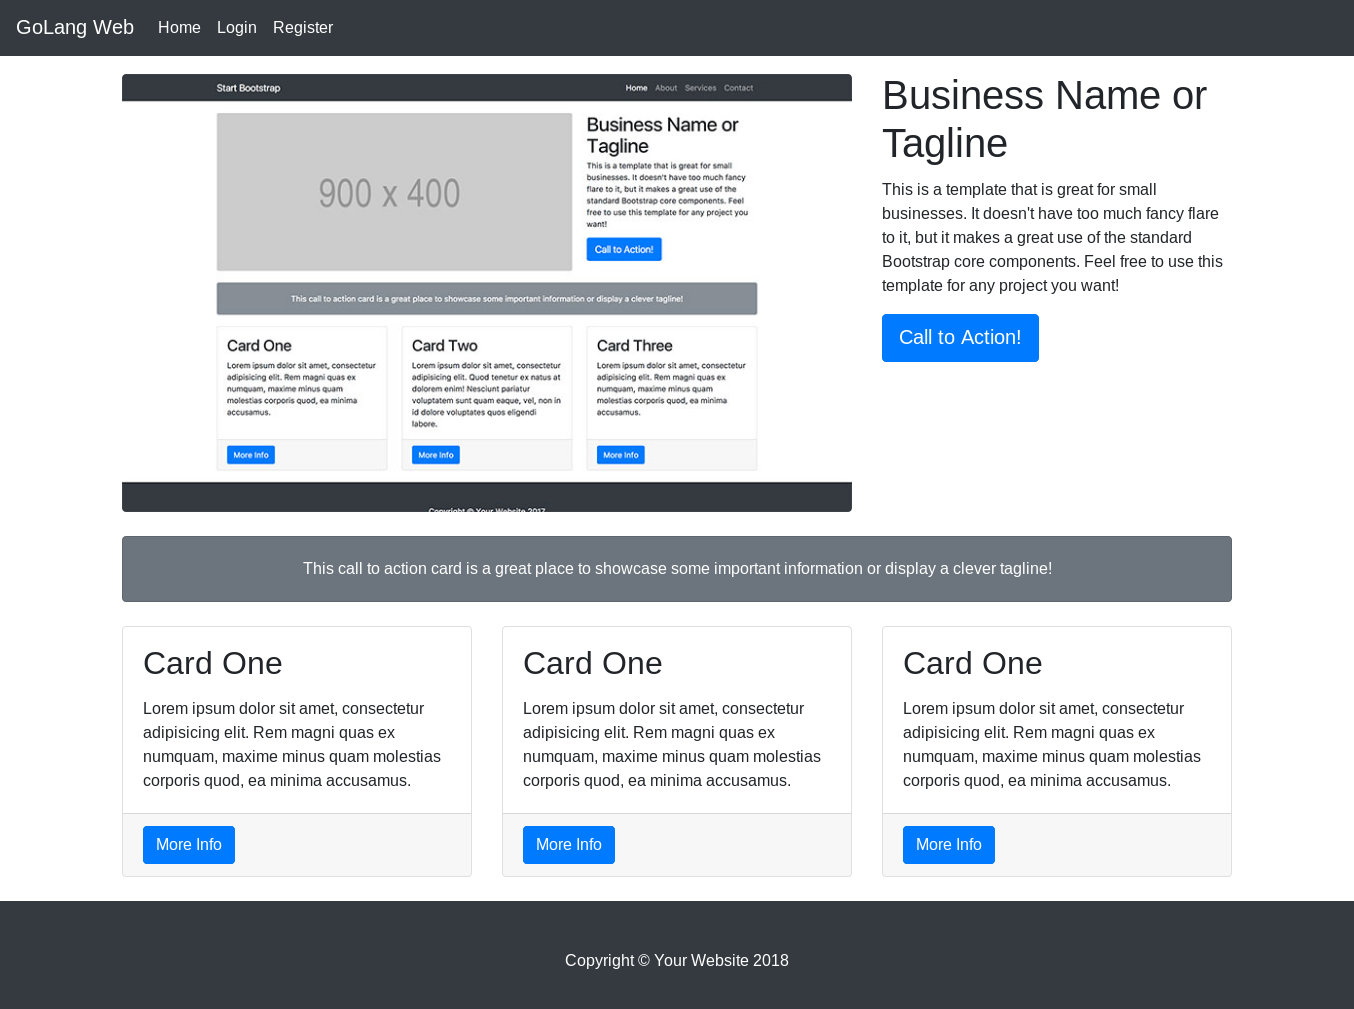 GoLang Web Home Login Register
Start Bootstrap Home About Services Contact
900 x 400
Business Name or
Tagline
This is a template that is great for small
businesses. It doesn't have too much fancy
flare to it, but it makes a great use of the
standard Bootstrap core components. Feel
free to use this template for any project you
want!
Call to Action!
This call to action card is a great place to showcase some important information or display a clever tagline!
Card One
Lorem ipsum dolor sit amet, consectetur
adipisicing elit. Rem magni quas ex
numquam, maxime minus quam
molestias corporis quod, ea minima
accusamus.
More Info
Card Two
Lorem ipsum dolor sit amet, consectetur
adipisicing elit. Quod tenetur ex natus at
dolorem enim! Nesciunt pariatur
voluptatem sunt quam eaque, vel, non in
id dolore voluptates quos eligendi
labore.
More Info
Card Three
Lorem ipsum dolor sit amet, consectetur
adipisicing elit. Rem magni quas ex
numquam, maxime minus quam
molestias corporis quod, ea minima
accusamus.
More Info
Copyright © Your Website 2017
Business Name or
Tagline
This is a template that is great for small
businesses. It doesn't have too much fancy flare
to it, but it makes a great use of the standard
Bootstrap core components. Feel free to use this
template for any project you want!
Call to Action!
This call to action card is a great place to showcase some important information or display a clever tagline!
Card One
Lorem ipsum dolor sit amet, consectetur
adipisicing elit. Rem magni quas ex
numquam, maxime minus quam molestias
corporis quod, ea minima accusamus.
More Info
Card One
Lorem ipsum dolor sit amet, consectetur
adipisicing elit. Rem magni quas ex
numquam, maxime minus quam molestias
corporis quod, ea minima accusamus.
More Info
Card One
Lorem ipsum dolor sit amet, consectetur
adipisicing elit. Rem magni quas ex
numquam, maxime minus quam molestias
corporis quod, ea minima accusamus.
More Info
Copyright © Your Website 2018